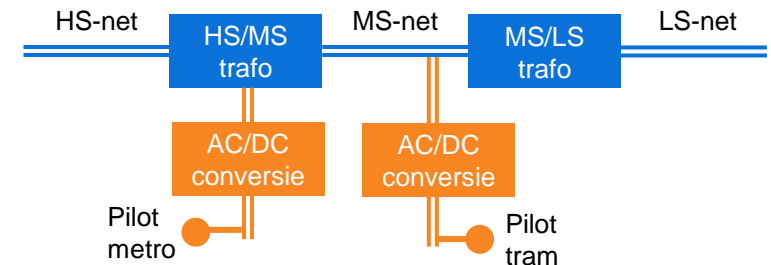 HS-net
HS/MS
trafo
MS-net
MS/LS
trafo
LS-net
AC/DC
conversie
AC/DC
conversie
Pilot
metro
Pilot
tram